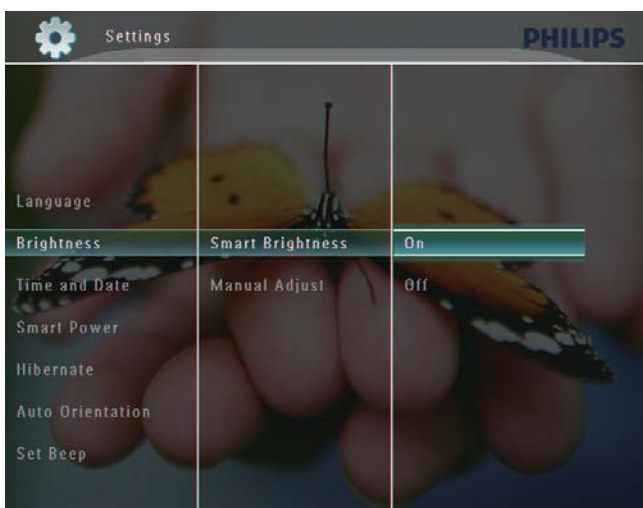 Settings
PHILIPS
Language
Brightness
Smart Brightness
On
Time and Date
Manual Adjust
Off
Smart Power
Hibernate
Auto Orientation
Set Beep